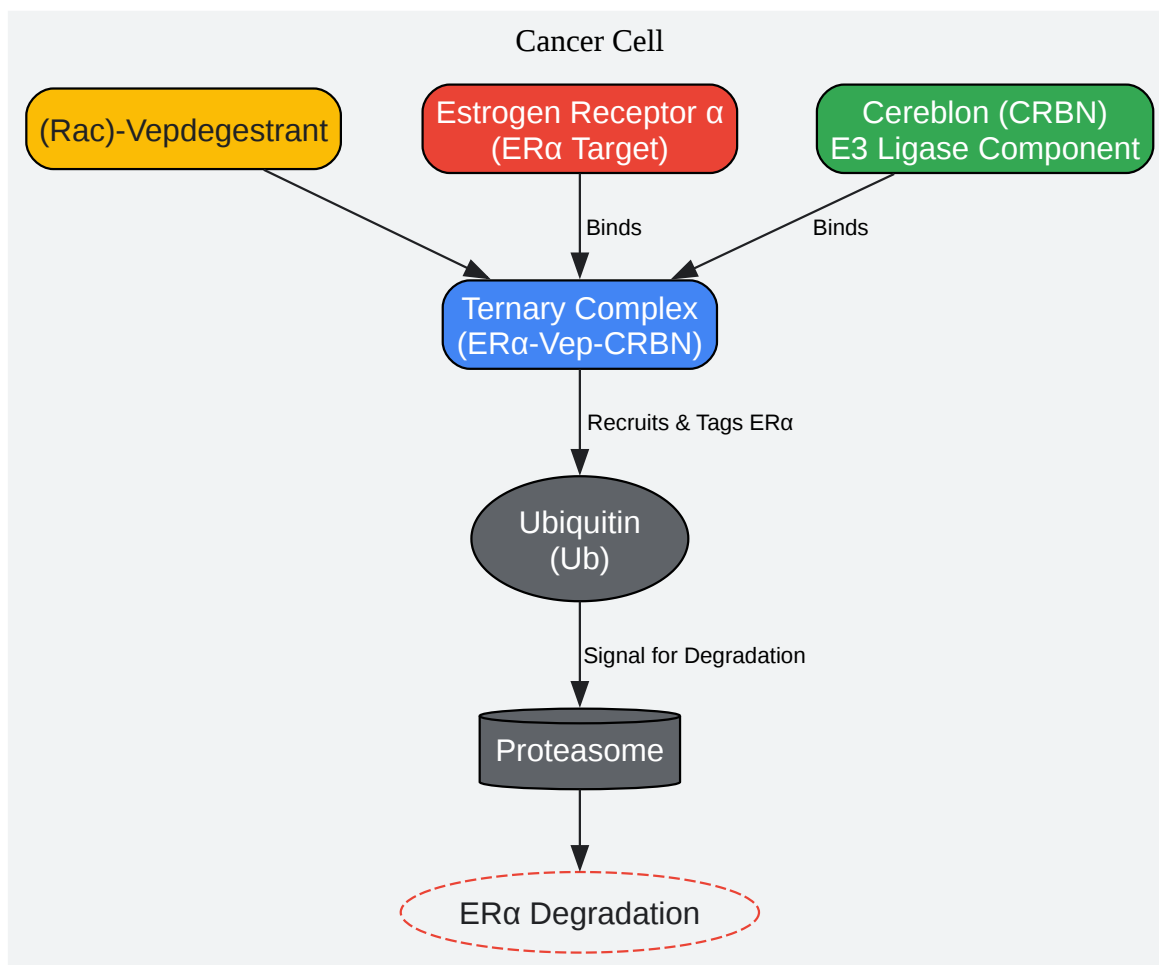 Cancer Cell
(Rac)-Vepdegestrant
Estrogen Receptor α
(ERα Target)
Cereblon (CRBN)
E3 Ligase Component
Binds
Binds
Ternary Complex
(ERα-Vep-CRBN)
Recruits & Tags ERα
Ubiquitin
(Ub)
Signal for Degradation
Proteasome
ERα Degradation